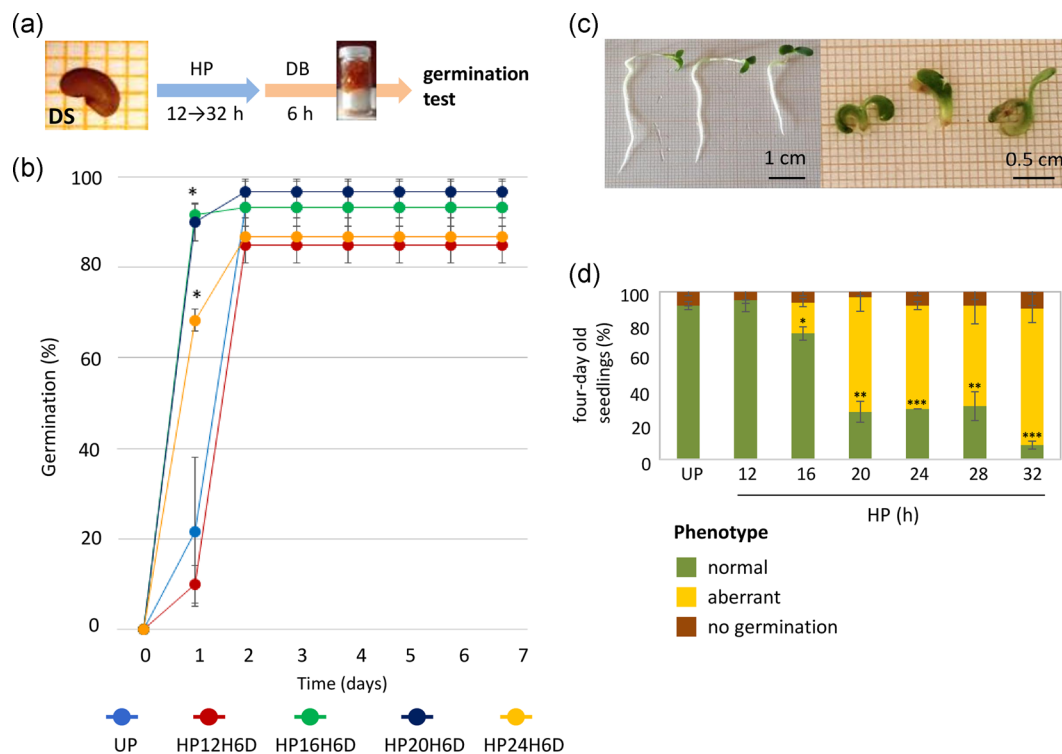 (a)
DS
HP
12→32 h
DB
6 h
germination
test
(b)
Germination (%)
100
80
60
40
20
0
*
*
0 1 2 3 4 5 6 7
Time (days)
UP HP12H6D HP16H6D HP20H6D HP24H6D
(c)
1 cm
0.5 cm
(d)
four-day old
seedlings (%)
100
80
60
40
20
0
*
**
***
**
***
UP 12 16 20 24 28 32
HP (h)
Phenotype
normal
aberrant
no germination